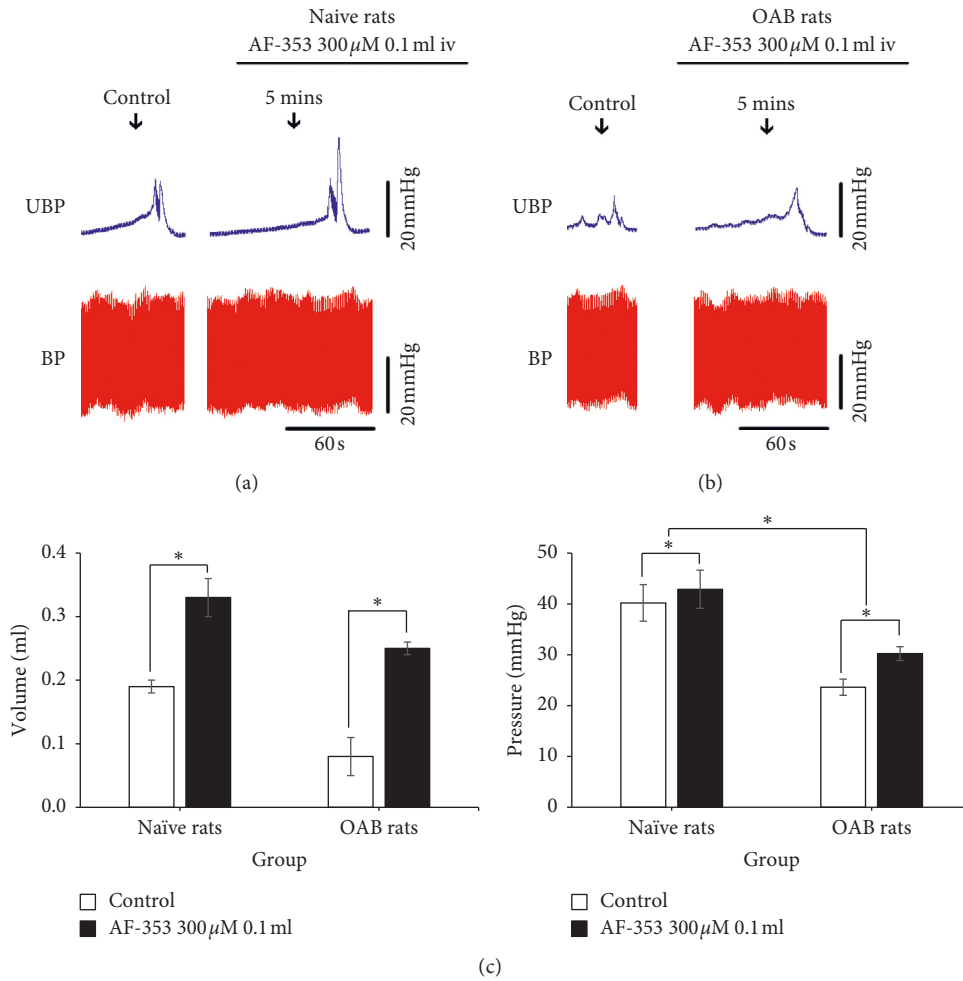 Naive rats
AF-353 300 μM 0.1 ml iv
Control
5 mins
UBP
20 mmHg
BP
20 mmHg
60 s
(a)
OAB rats
AF-353 300 μM 0.1 ml iv
Control
5 mins
UBP
20 mmHg
BP
20 mmHg
60 s
(b)
Volume (ml)
0.4
0.3
0.2
0.1
0.0
*
*
Naïve rats
OAB rats
Group
Control
AF-353 300 μM 0.1 ml
Pressure (mmHg)
50
40
30
20
10
0
*
*
*
Naïve rats
OAB rats
Group
Control
AF-353 300 μM 0.1 ml
(c)